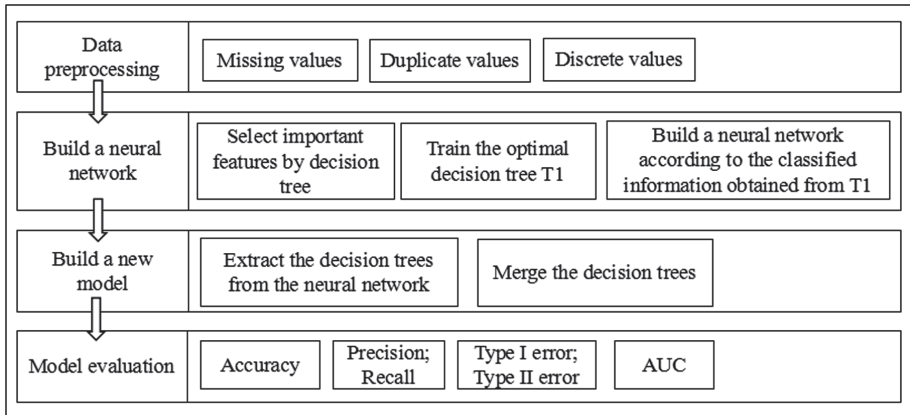 Data
preprocessing
Missing values
Duplicate values
Discrete values
Build a neural
network
Select important
features by decision
tree
Train the optimal
decision tree T1
Build a neural network
according to the classified
information obtained from T1
Build a new
model
Extract the decision trees
from the neural network
Merge the decision trees
Model evaluation
Accuracy
Precision;
Recall
Type I error;
Type II error
AUC